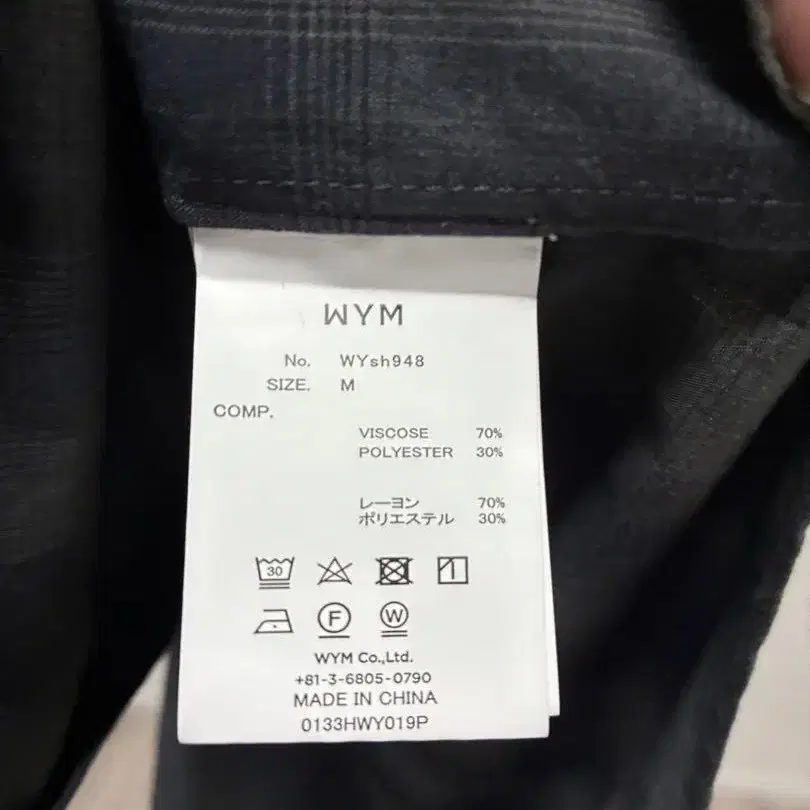 WYM
No. WYsh948
SIZE. M
COMP.
VISCOSE 70%
POLYESTER 30%
レーヨン 70%
ポリエステル 30%
30
F W
WYM Co.,Ltd.
+81-3-6805-0790
MADE IN CHINA
0133HWY019P